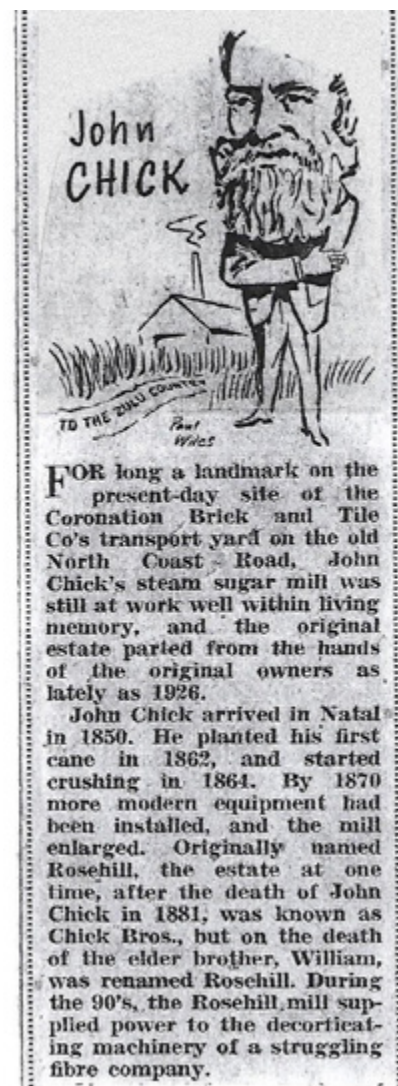 John
CHICK
TO THE ZULU COUNTRY
Paul
Wiles
FOR long a landmark on the
present-day site of the
Coronation Brick and Tile
Co's transport yard on the old
North Coast Road, John
Chick's steam sugar mill was
still at work well within living
memory, and the original
estate parted from the hands
of the original owners as
lately as 1926.
John Chick arrived in Natal
in 1850. He planted his first
cane in 1862, and started
crushing in 1864. By 1870
more modern equipment had
been installed, and the mill
enlarged. Originally named
Rosehill, the estate at one
time, after the death of John
Chick in 1881, was known as
Chick Bros., but on the death
of the elder brother, William,
was renamed Rosehill. During
the 90's, the Rosehill mill sup-
plied power to the decorticat-
ing machinery of a struggling
fibre company.